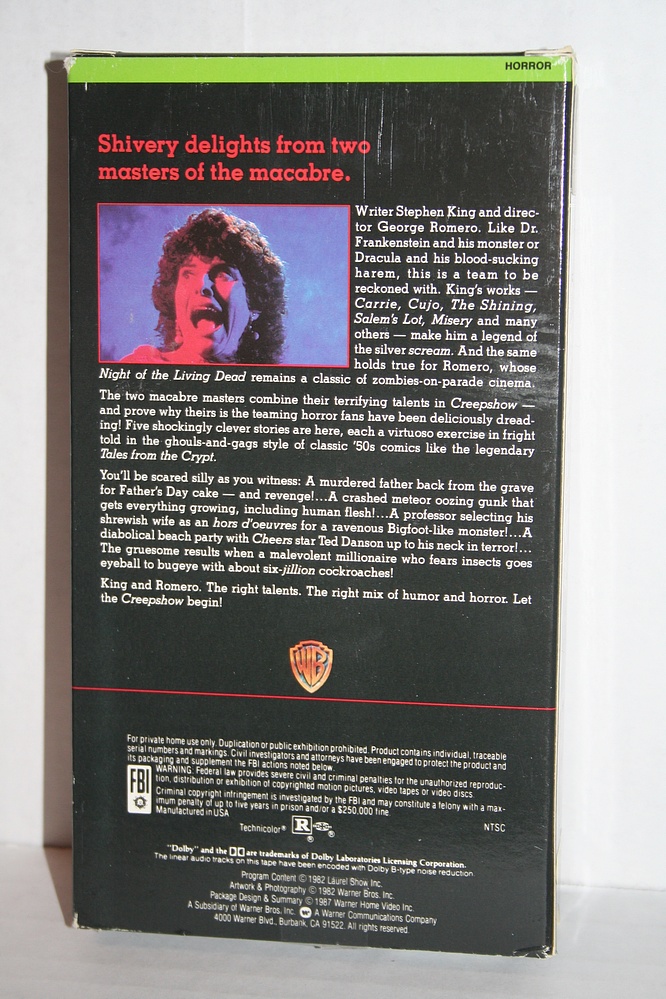 HORROR
Shivery delights from two
masters of the macabre.
Writer Stephen King and direc-
tor George Romero. Like Dr.
Frankenstein and his monster or
Dracula and his blood-sucking
harem, this is a team to be
reckoned with. King's works —
Carrie, Cujo, The Shining,
Salem's Lot, Misery and many
others — make him a legend of
the silver scream. And the same
holds true for Romero, whose
Night of the Living Dead remains a classic of zombies-on-parade cinema.
The two macabre masters combine their terrifying talents in Creepshow —
and prove why theirs is the teaming horror fans have been deliciously dread-
ing! Five shockingly clever stories are here, each a virtuoso exercise in fright
told in the ghouls-and-gags style of classic '50s comics like the legendary
Tales from the Crypt.
You'll be scared silly as you witness: A murdered father back from the grave
for Father's Day cake — and revenge!...A crashed meteor oozing gunk that
gets everything growing, including human flesh!...A professor selecting his
shrewish wife as an hors d'oeuvres for a ravenous Bigfoot-like monster!...A
diabolical beach party with Cheers star Ted Danson up to his neck in terror!...
The gruesome results when a malevolent millionaire who fears insects goes
eyeball to bugeye with about six-jillion cockroaches!
King and Romero. The right talents. The right mix of humor and horror. Let
the Creepshow begin!
WB
For private home use only. Duplication or public exhibition prohibited. Product contains individual, traceable
serial numbers and markings. Civil investigators and attorneys have been engaged to protect the product and
its packaging and supplement the FBI actions noted below.
FBI WARNING: Federal law provides severe civil and criminal penalties for the unauthorized reproduc-
tion, distribution or exhibition of copyrighted motion pictures, video tapes or video discs.
Criminal copyright infringement is investigated by the FBI and may constitute a felony with a max-
imum penalty of up to five years in prison and/or a $250,000 fine.
Manufactured in USA
Technicolor® R ® ® NTSC
"Dolby" and the DD are trademarks of Dolby Laboratories Licensing Corporation.
The linear audio tracks on this tape have been encoded with Dolby B-type noise reduction.
Program Content © 1982 Laurel Show Inc.
Artwork & Photography © 1982 Warner Bros. Inc.
Package Design & Summary © 1987 Warner Home Video Inc.
A Subsidiary of Warner Bros. Inc. A Warner Communications Company
4000 Warner Blvd., Burbank, CA 91522. All rights reserved.